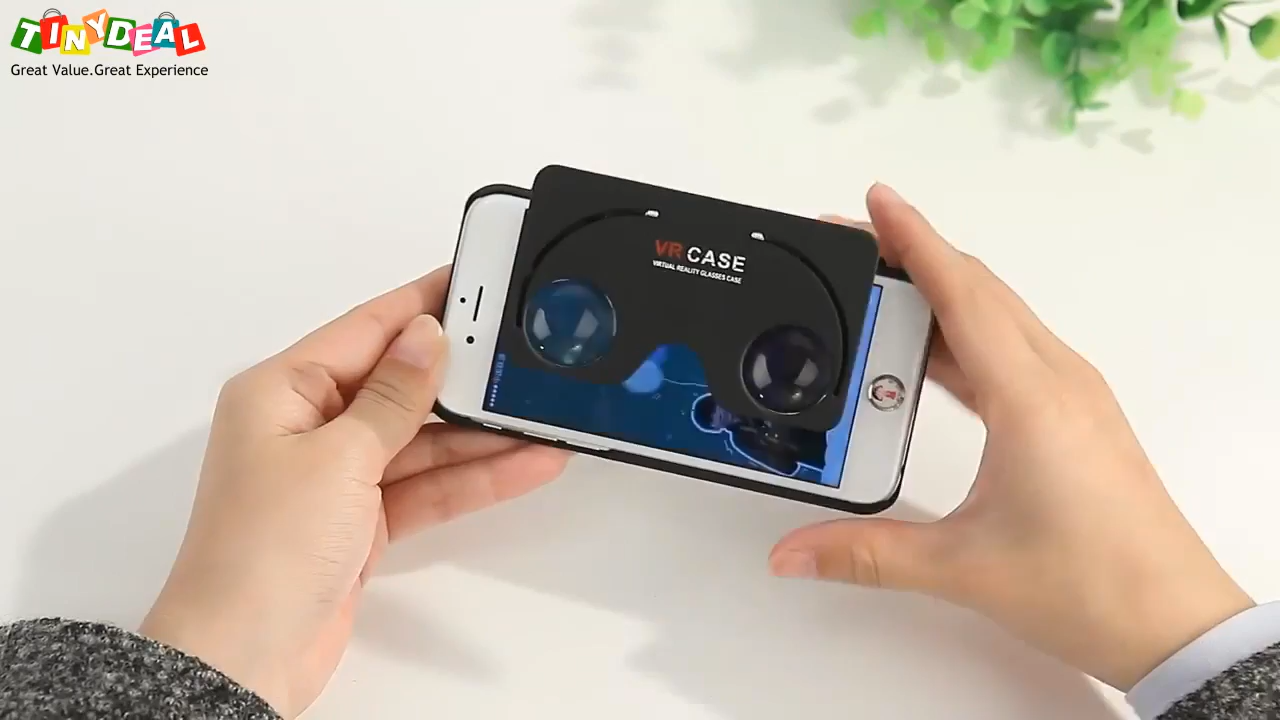 TINYDEAL
Great Value.Great Experience
VR CASE
VIRTUAL REALITY GLASSES CASE